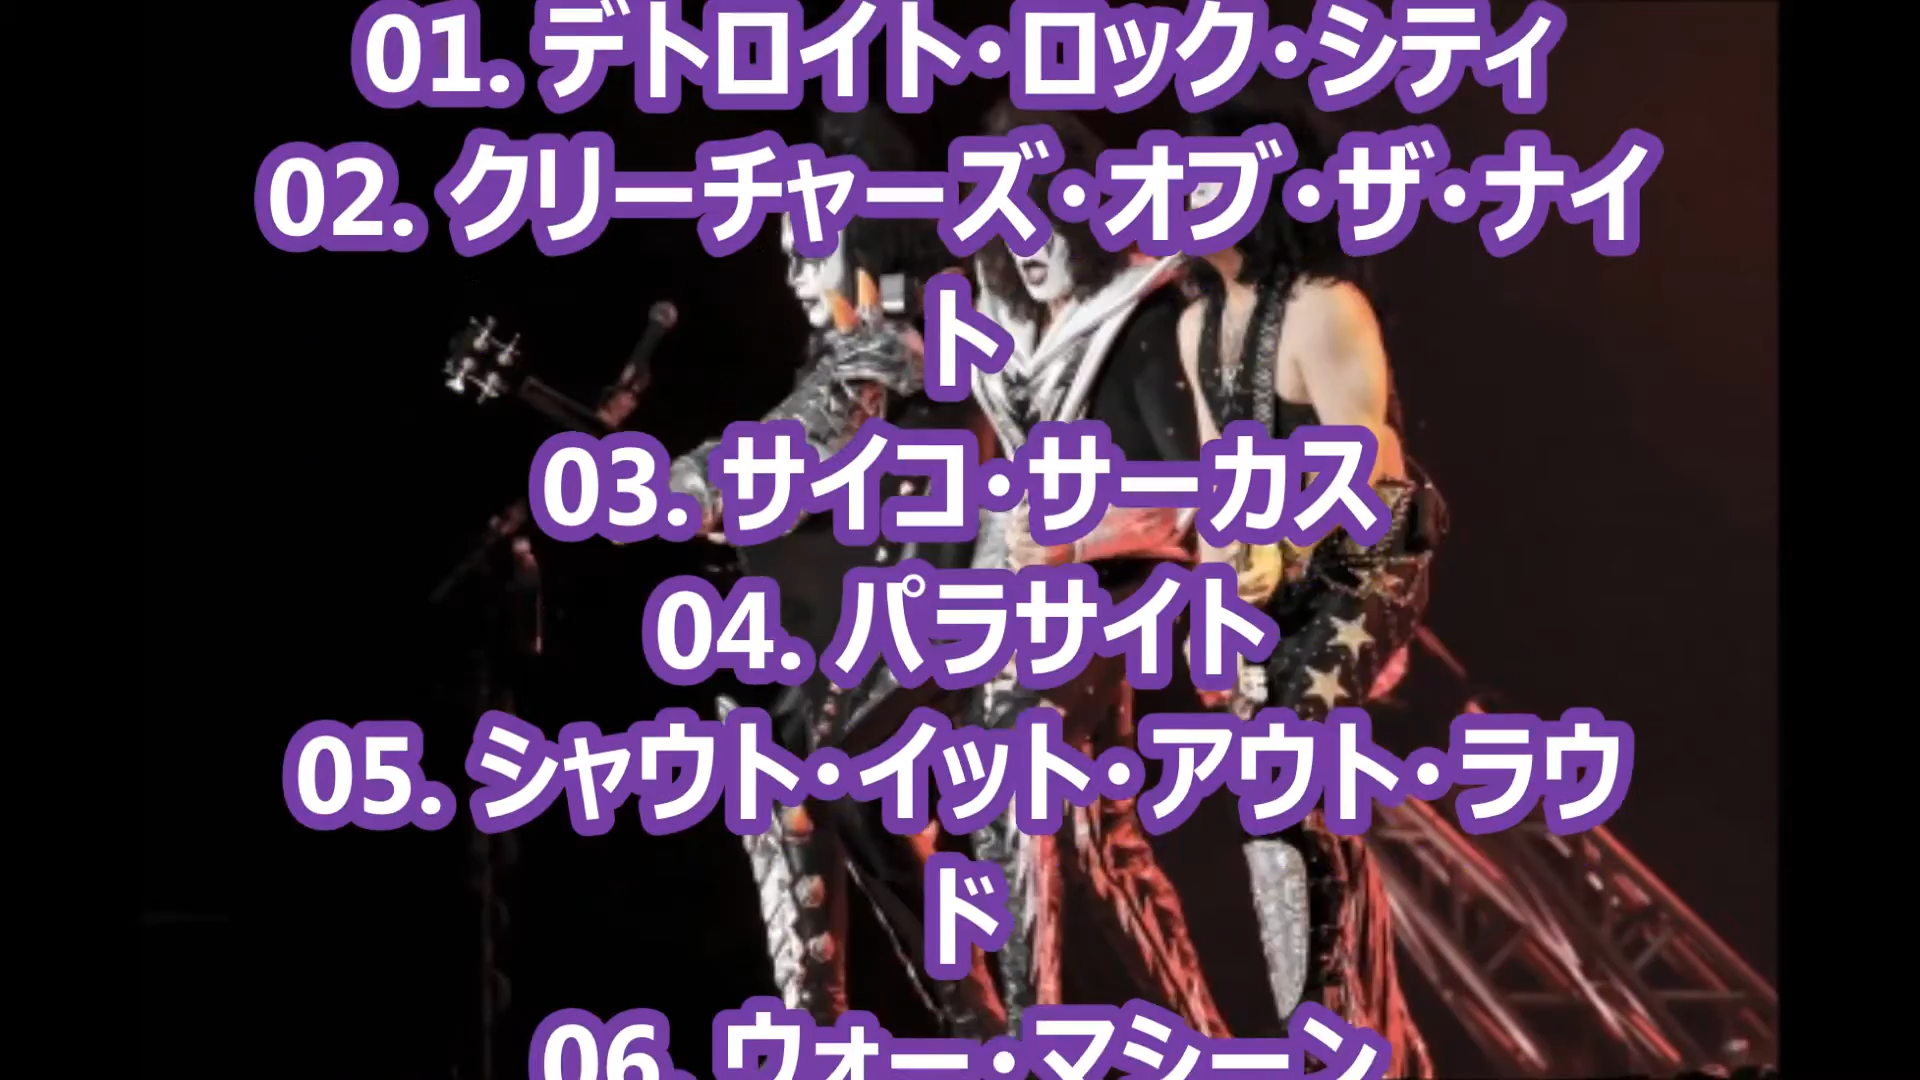 01. デトロイト・ロック・シティ
02. クリーチャーズ・オブ・ザ・ナイ
ト
03. サイコ・サーカス
04. パラサイト
05. シャウト・イット・アウト・ラウ
ド
06. ウォー・マシーン